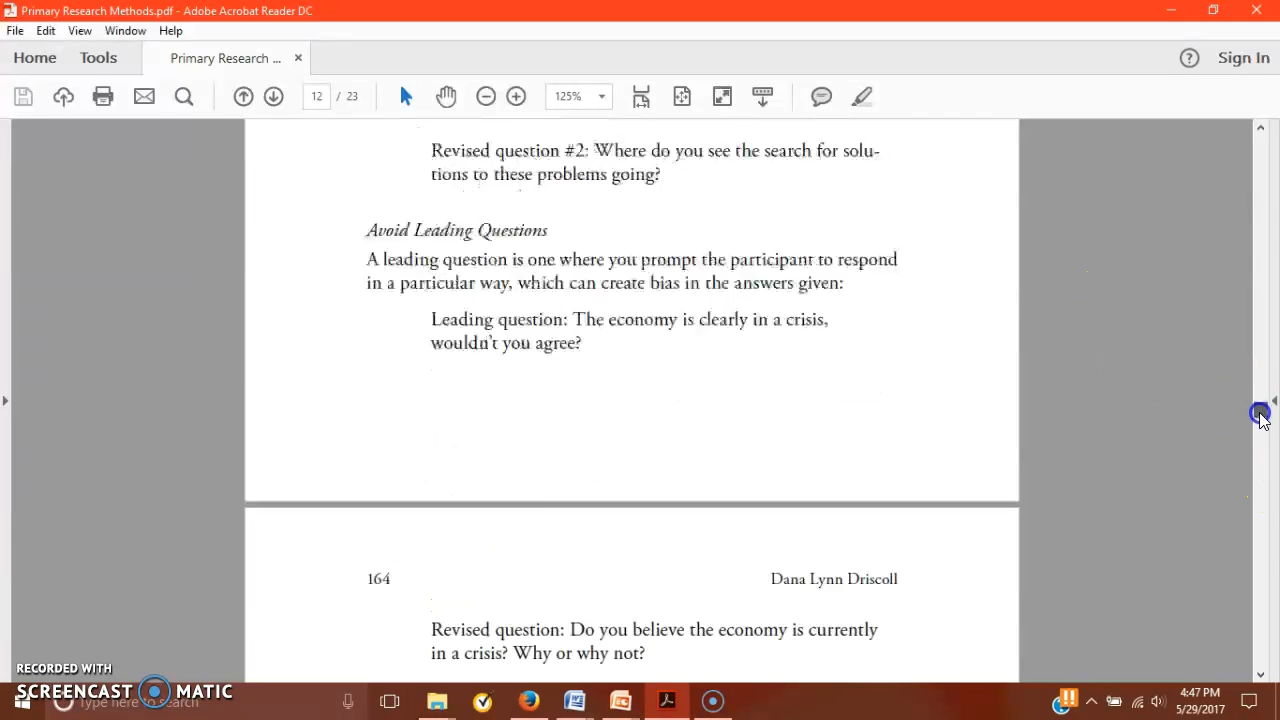 Primary Research Methods.pdf - Adobe Acrobat Reader DC
File Edit View Window Help
Home Tools Primary Research ... Sign In
12 / 23 125%
Revised question #2: Where do you see the search for solu-
tions to these problems going?
Avoid Leading Questions
A leading question is one where you prompt the participant to respond
in a particular way, which can create bias in the answers given:
Leading question: The economy is clearly in a crisis,
wouldn't you agree?
164 Dana Lynn Driscoll
Revised question: Do you believe the economy is currently
in a crisis? Why or why not?
RECORDED WITH
SCREENCAST MATIC
Type here to search
4:47 PM
5/29/2017